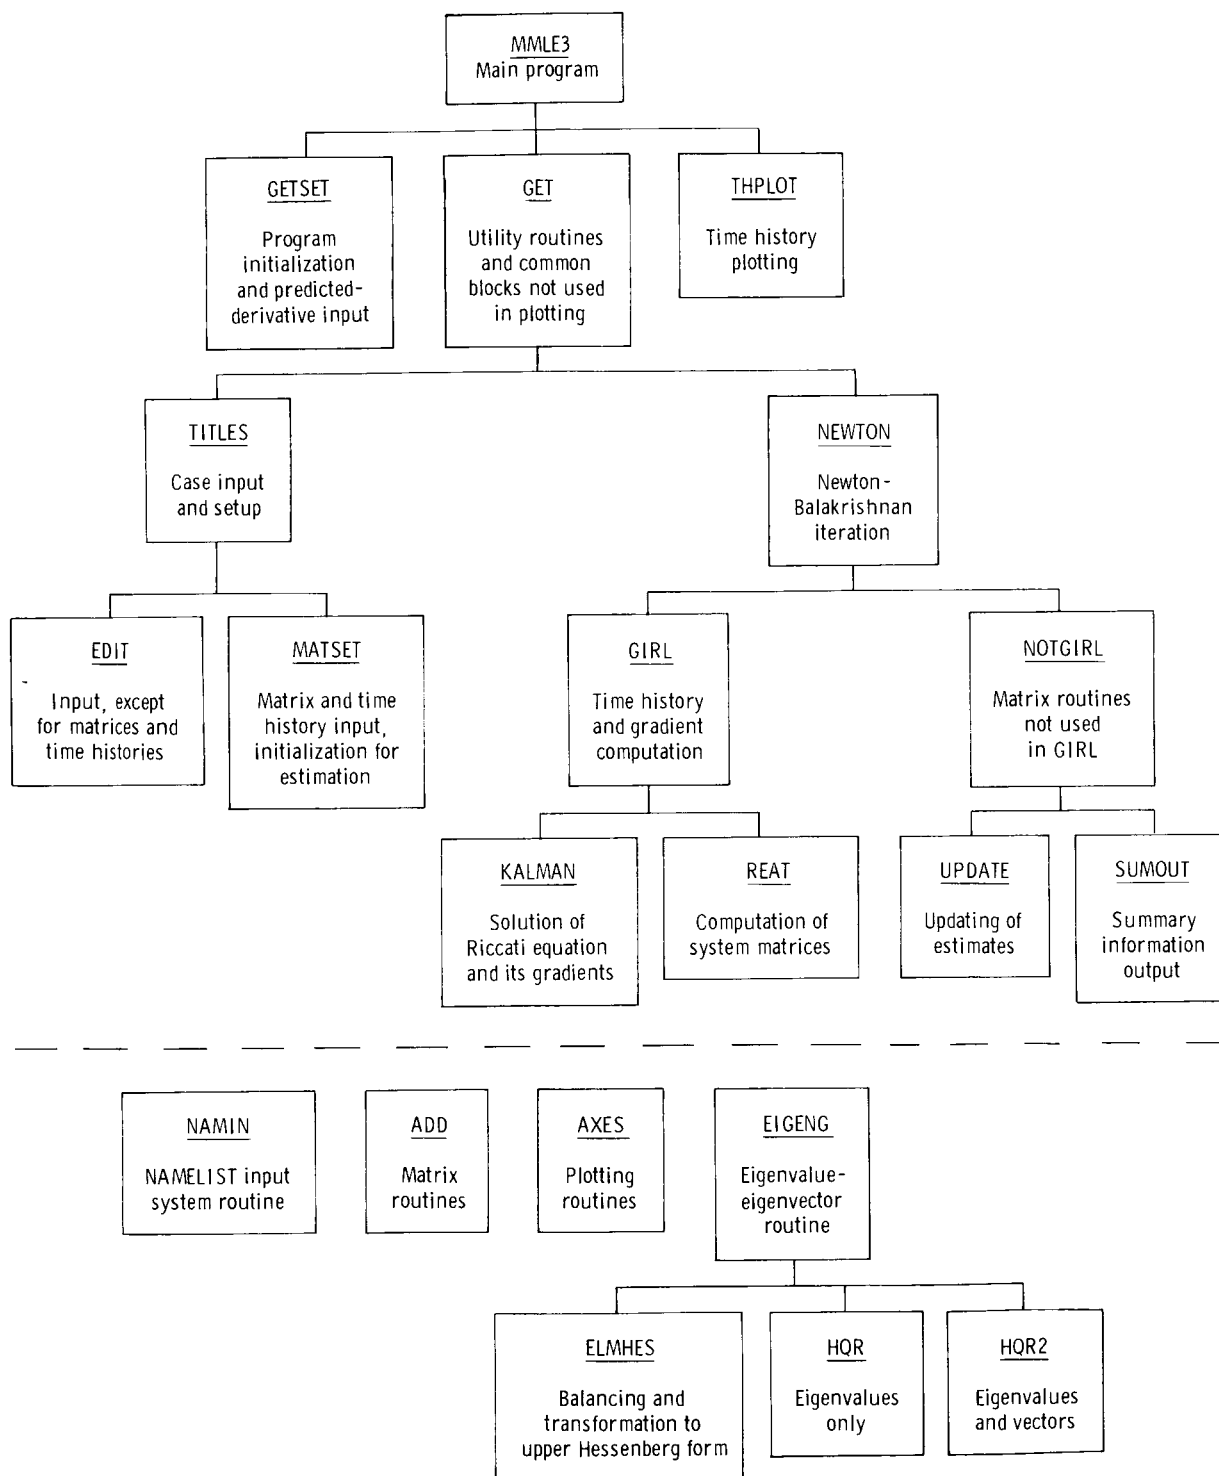 MMLE3
Main program
GETSET
Program
initialization
and predicted-
derivative input
GET
Utility routines
and common
blocks not used
in plotting
THPLOT
Time history
plotting
TITLES
Case input
and setup
NEWTON
Newton-
Balakrishnan
iteration
EDIT
Input, except
for matrices and
time histories
MATSET
Matrix and time
history input,
initialization for
estimation
GIRL
Time history
and gradient
computation
NOTGIRL
Matrix routines
not used
in GIRL
KALMAN
Solution of
Riccati equation
and its gradients
REAT
Computation of
system matrices
UPDATE
Updating of
estimates
SUMOUT
Summary
information
output
NAMIN
NAMELIST input
system routine
ADD
Matrix
routines
AXES
Plotting
routines
EIGENG
Eigenvalue-
eigenvector
routine
ELMHES
Balancing and
transformation to
upper Hessenberg form
HQR
Eigenvalues
only
HQR2
Eigenvalues
and vectors